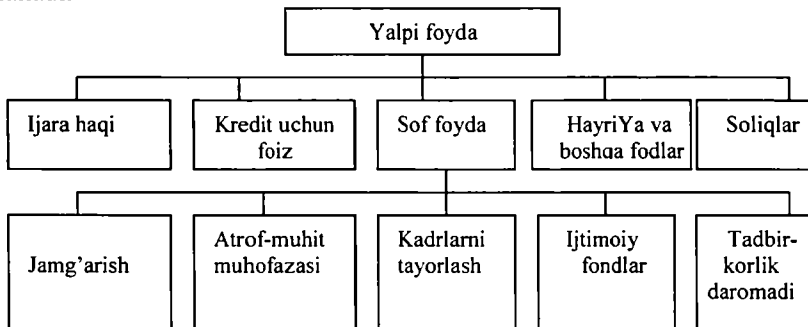 Yalpi foyda
Ijara haqi
Kredit uchun
foiz
Sof foyda
HayriYa va
boshqa fodlar
Soliqlar
Jamg'arish
Atrof-muhit
muhofazasi
Kadrlarni
tayorlash
Ijtimoiy
fondlar
Tadbir-
korlik
daromadi